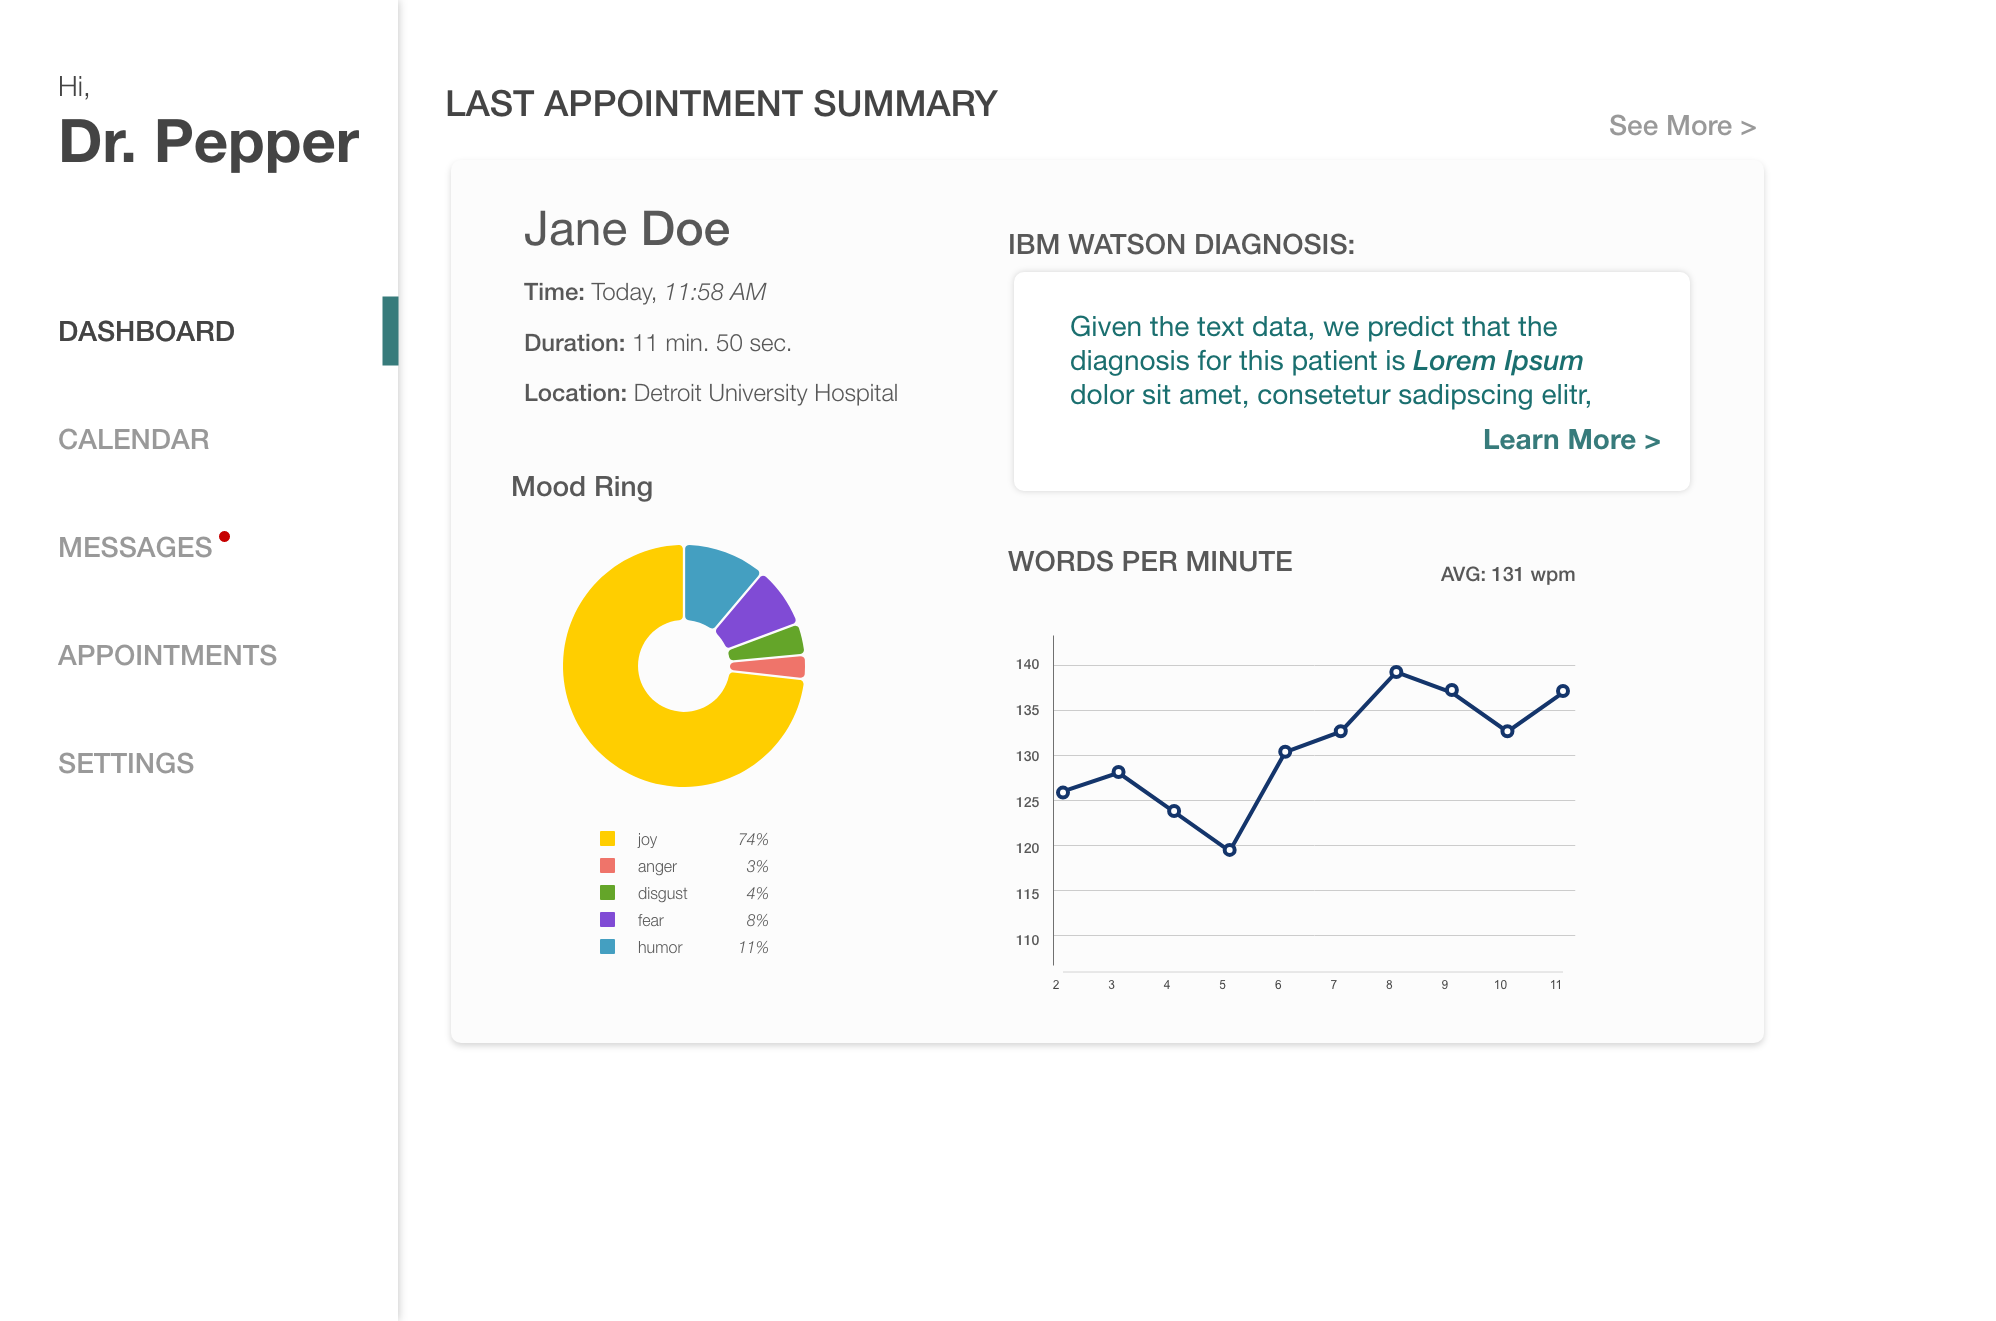 Hi,
Dr. Pepper
DASHBOARD
CALENDAR
MESSAGES
APPOINTMENTS
SETTINGS
LAST APPOINTMENT SUMMARY
See More >
Jane Doe
Time: Today, 11:58 AM
Duration: 11 min. 50 sec.
Location: Detroit University Hospital
Mood Ring
joy 74%
anger 3%
disgust 4%
fear 8%
humor 11%
IBM WATSON DIAGNOSIS:
Given the text data, we predict that the
diagnosis for this patient is Lorem Ipsum
dolor sit amet, consetetur sadipscing elitr,
Learn More >
WORDS PER MINUTE
AVG: 131 wpm
140
135
130
125
120
115
110
2 3 4 5 6 7 8 9 10 11